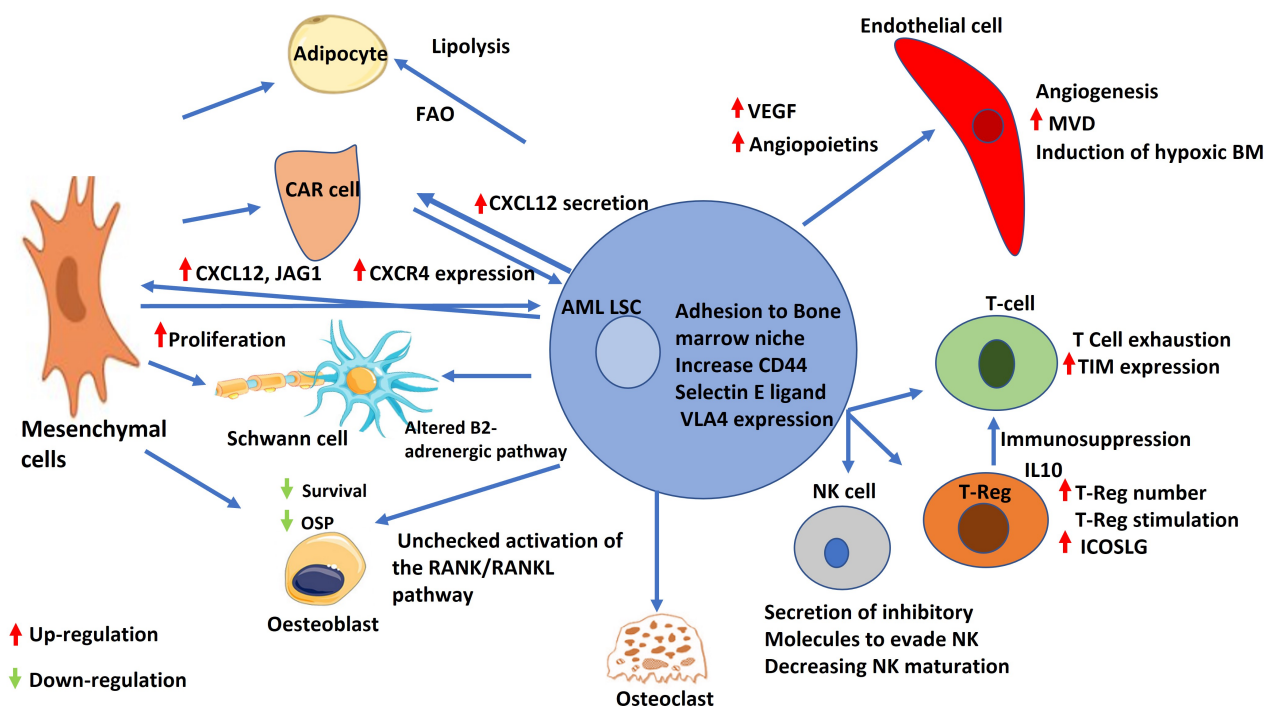 Endothelial cell
Adipocyte
Lipolysis
FAO
VEGF
Angiopoietins
Angiogenesis
MVD
Induction of hypoxic BM
CAR cell
CXCL12 secretion
CXCL12, JAG1
CXCR4 expression
Proliferation
Mesenchymal
cells
Schwann cell
Altered B2-
adrenergic pathway
AML LSC
Adhesion to Bone
marrow niche
Increase CD44
Selectin E ligand
VLA4 expression
T-cell
T Cell exhaustion
TIM expression
Immunosuppression
IL10
T-Reg
T-Reg number
T-Reg stimulation
ICOSLG
NK cell
Secretion of inhibitory
Molecules to evade NK
Decreasing NK maturation
Survival
OSP
Oesteoblast
Unchecked activation of
the RANK/RANKL
pathway
Osteoclast
Up-regulation
Down-regulation